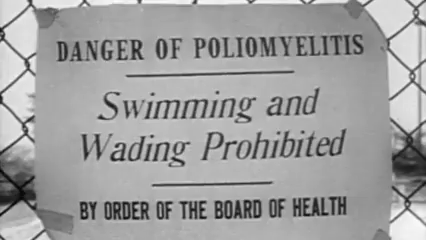 DANGER OF POLIOMYELITIS
Swimming and
Wading Prohibited
BY ORDER OF THE BOARD OF HEALTH